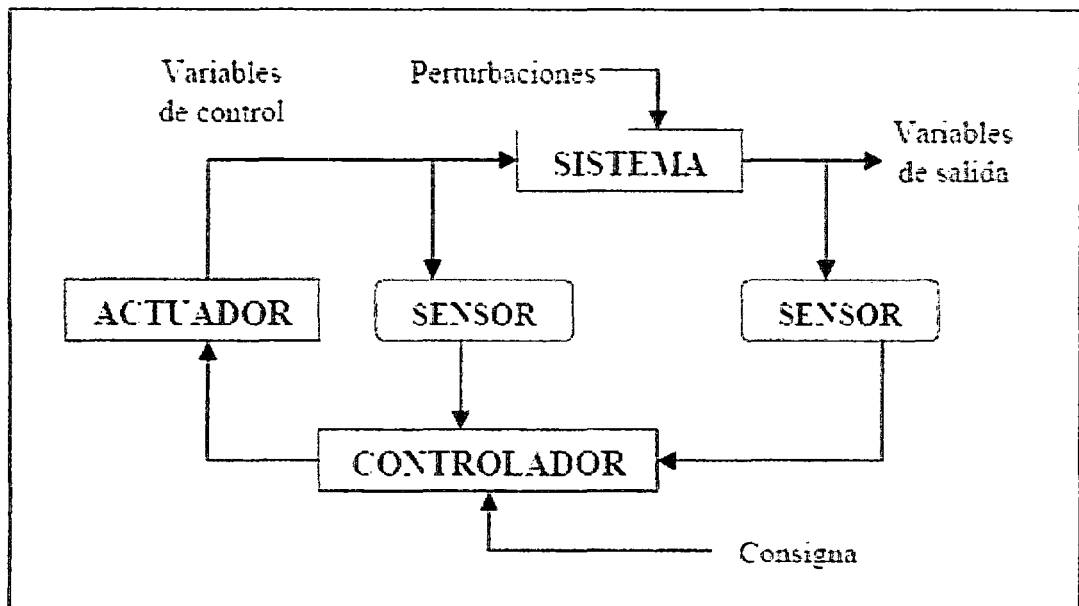 Variables
de control
Perturbaciones
SISTEMA
Variables
de salida
ACTUADOR
SENSOR
SENSOR
CONTROLADOR
Consigna